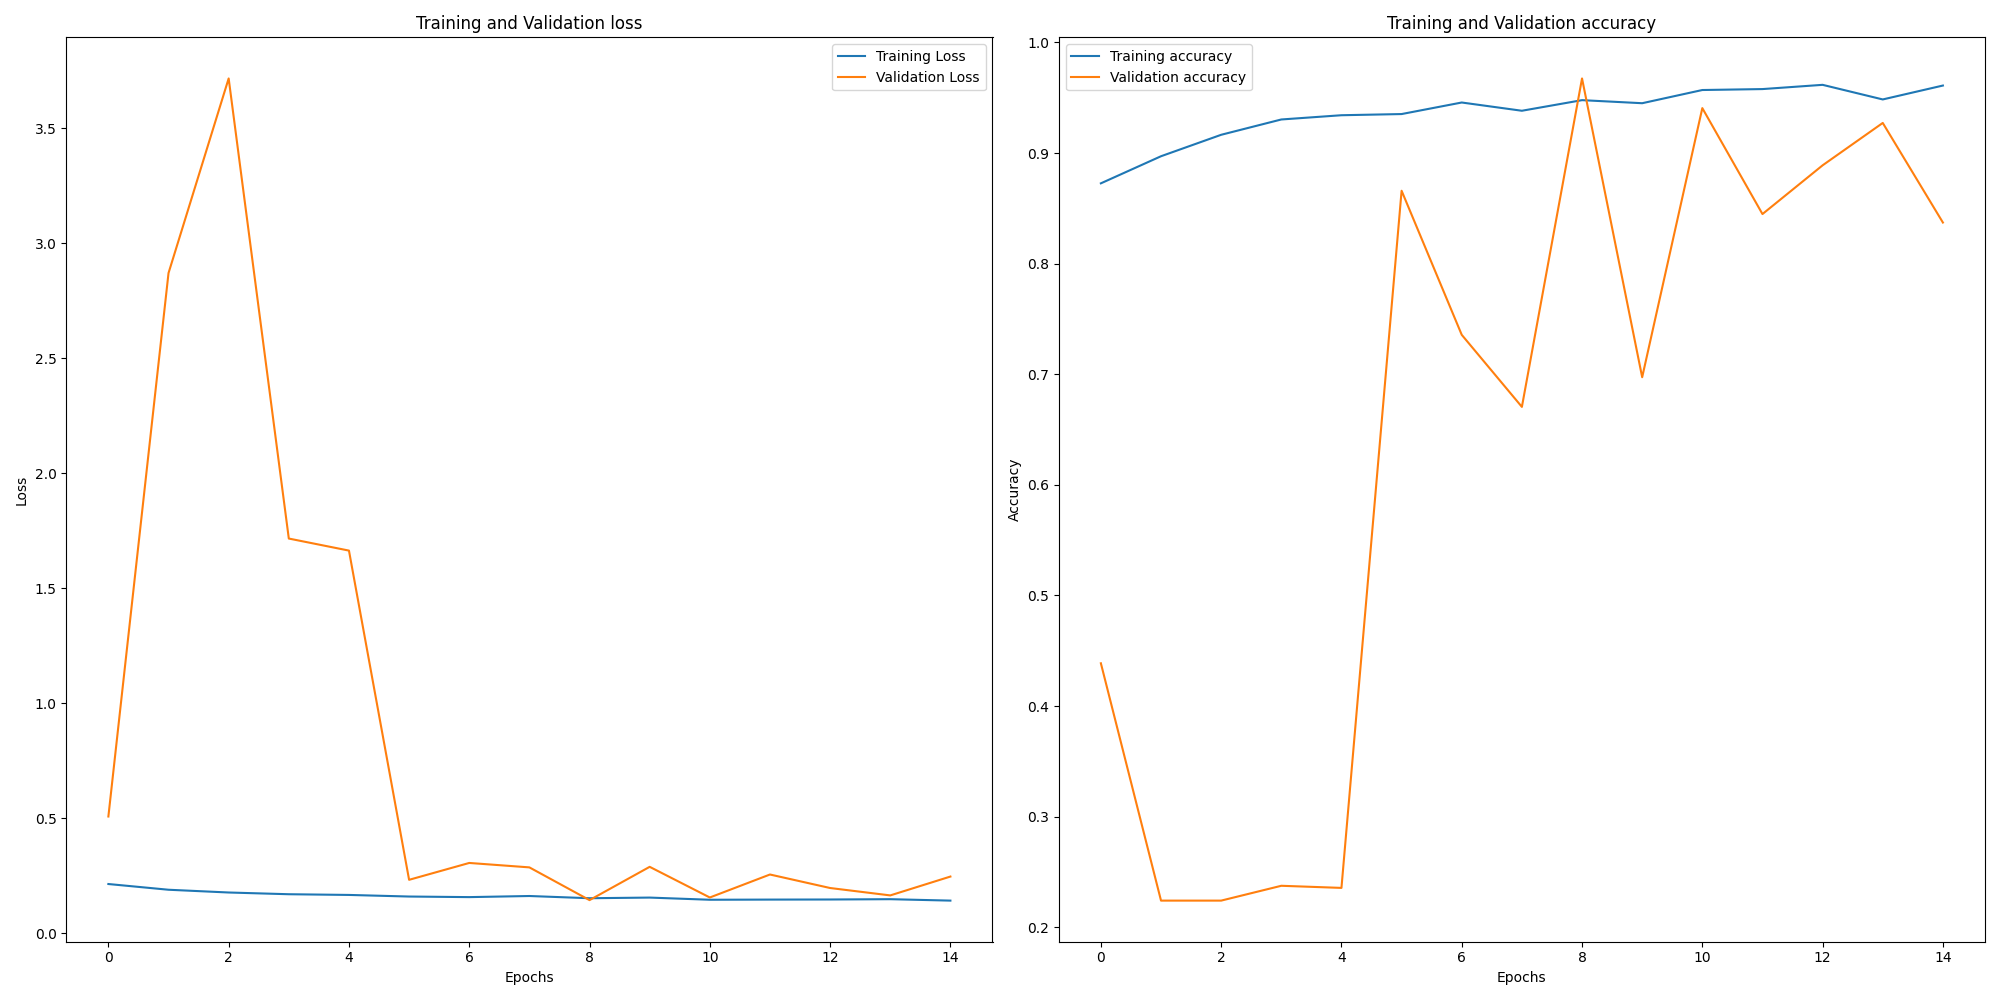 Training and Validation loss
Training Loss
Validation Loss
Loss
3.5
3.0
2.5
2.0
1.5
1.0
0.5
0.0
0 2 4 6 8 10 12 14
Epochs
Training and Validation accuracy
Training accuracy
Validation accuracy
Accuracy
1.0
0.9
0.8
0.7
0.6
0.5
0.4
0.3
0.2
0 2 4 6 8 10 12 14
Epochs